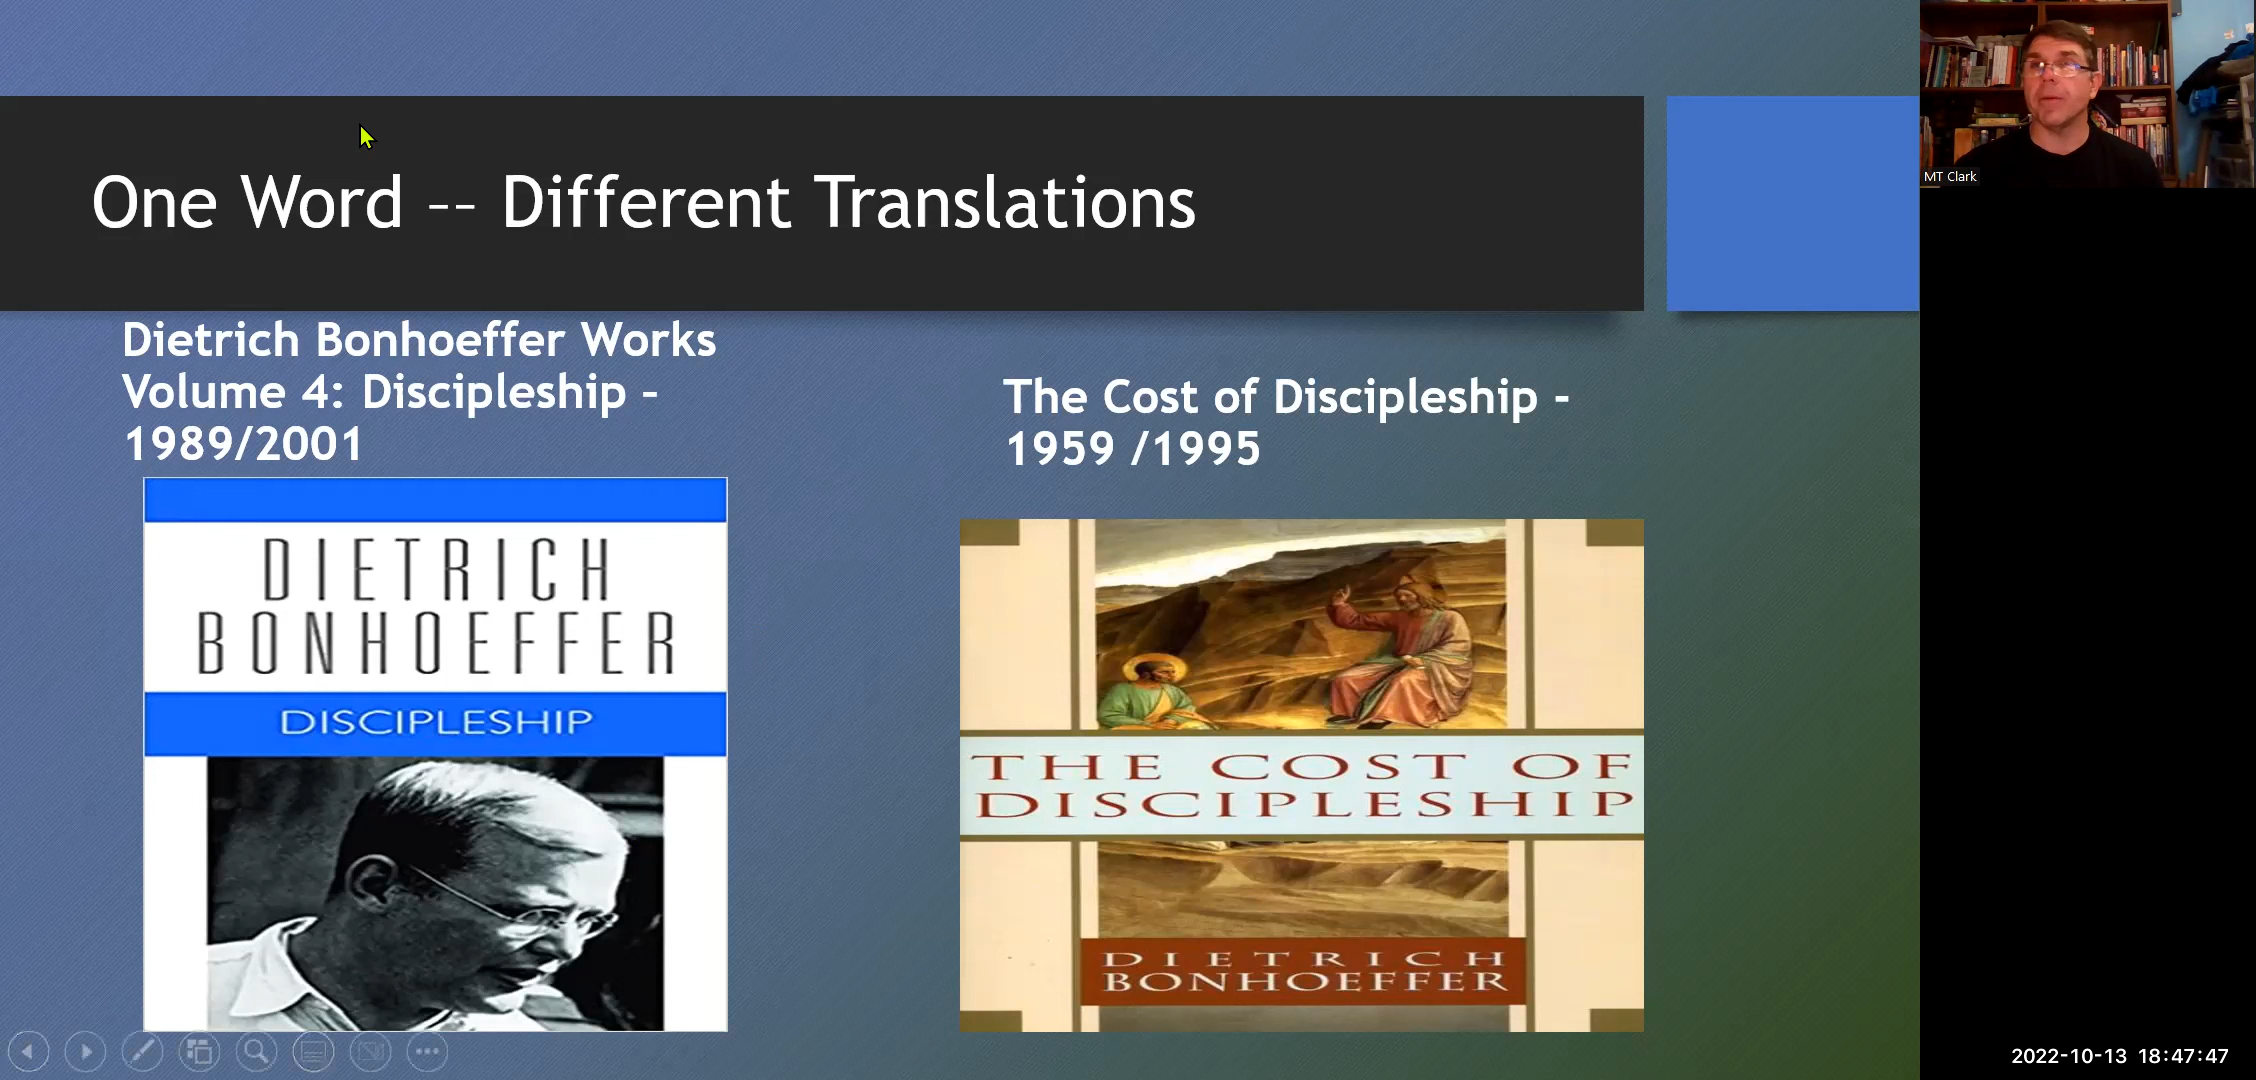 One Word -- Different Translations
MT Clark
Dietrich Bonhoeffer Works
Volume 4: Discipleship –
1989/2001
The Cost of Discipleship -
1959 /1995
DIETRICH
BONHOEFFER
DISCIPLESHIP
THE COST OF
DISCIPLESHIP
DIETRICH
BONHOEFFER
2022-10-13 18:47:47